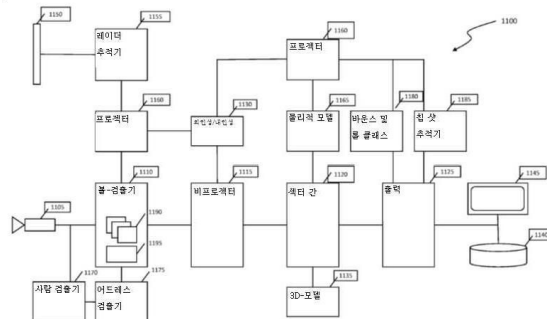 1150
1155
레이더
추적기
1160
프로젝터
1100
1160
프로젝터
1130
1165
물리적 모델
1180
바운스 및
롤 클래스
1185
칩 샷
추적기
1110
볼-검출기
1115
비프로젝터
1120
섹터 간
1125
출력
1145
1105
1190
1195
1140
1170
사람 검출기
1175
어드레스
검출기
1135
3D-모델